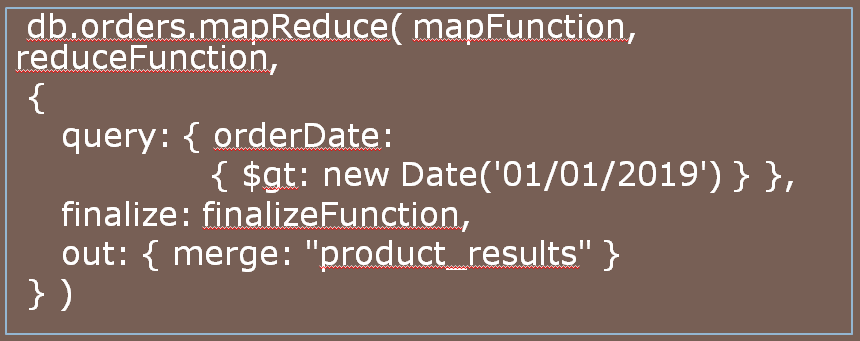 db.orders.mapReduce( mapFunction,
reduceFunction,
{
query: { orderDate:
{ $gt: new Date('01/01/2019') } },
finalize: finalizeFunction,
out: { merge: "product_results" }
} )